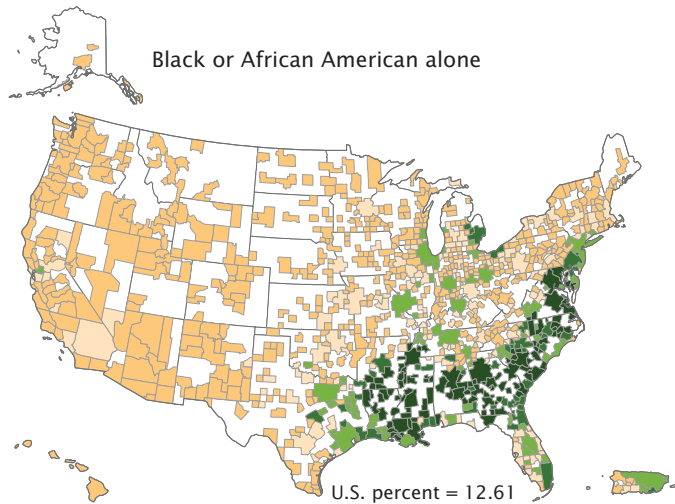 Black or African American alone
U.S. percent = 12.61